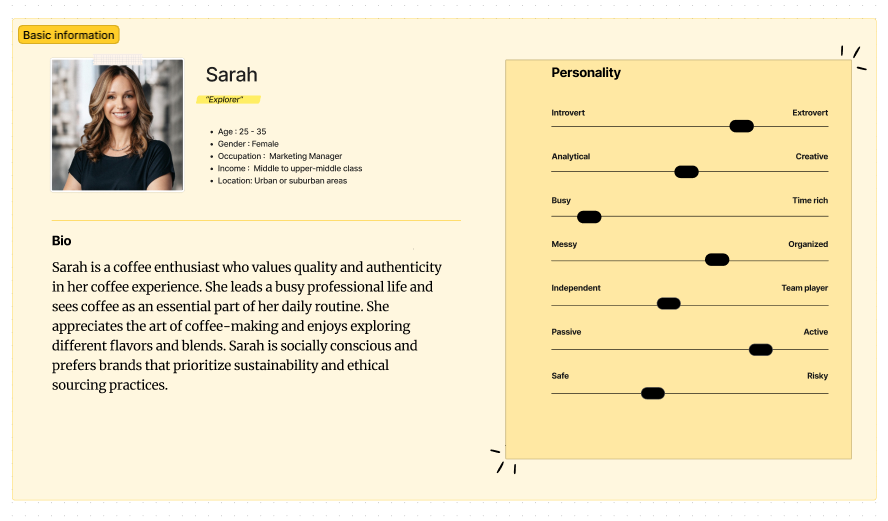 Basic information
Sarah
"Explorer"
• Age : 25 - 35
• Gender : Female
• Occupation : Marketing Manager
• Income : Middle to upper-middle class
• Location: Urban or suburban areas
Bio
Sarah is a coffee enthusiast who values quality and authenticity
in her coffee experience. She leads a busy professional life and
sees coffee as an essential part of her daily routine. She
appreciates the art of coffee-making and enjoys exploring
different flavors and blends. Sarah is socially conscious and
prefers brands that prioritize sustainability and ethical
sourcing practices.
Personality
Introvert Extrovert
Analytical Creative
Busy Time rich
Messy Organized
Independent Team player
Passive Active
Safe Risky